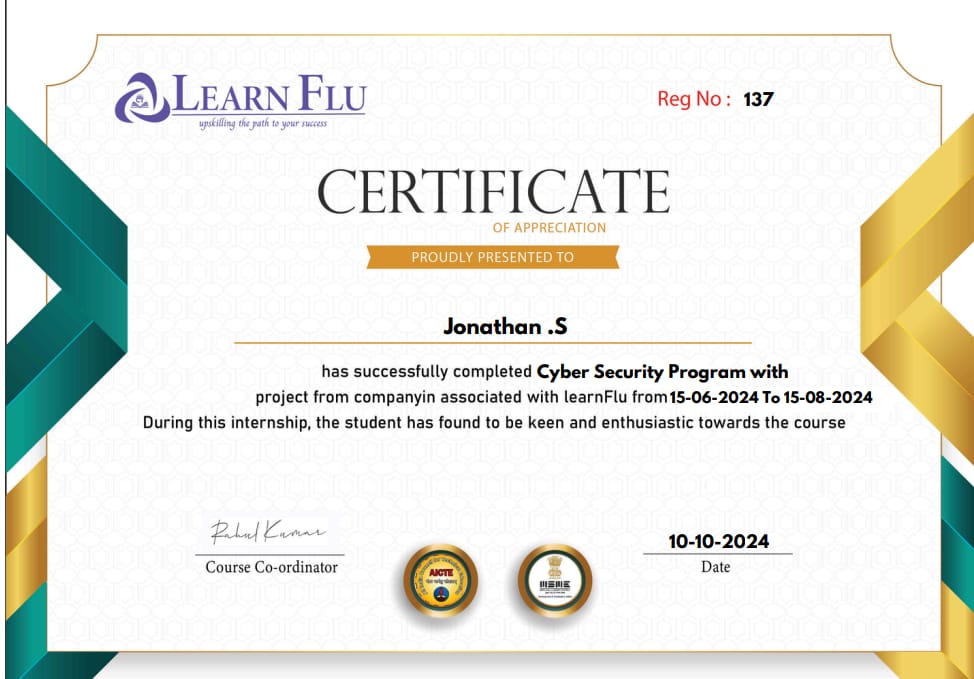 LEARN FLU
upskilling the path to your success
Reg No : 137
CERTIFICATE
OF APPRECIATION
PROUDLY PRESENTED TO
Jonathan .S
has successfully completed Cyber Security Program with
project from companyin associated with learnFlu from 15-06-2024 To 15-08-2024
During this internship, the student has found to be keen and enthusiastic towards the course
Rahul Kumar
Course Co-ordinator
AICTE
MSME
10-10-2024
Date